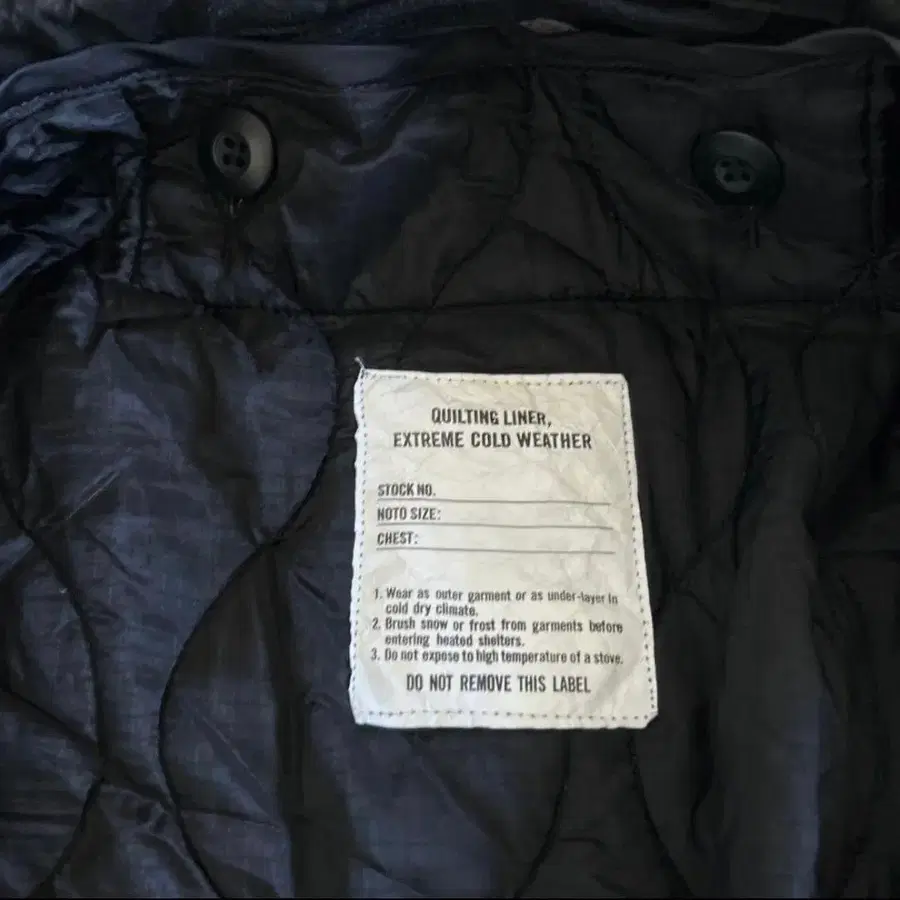 QUILTING LINER,
EXTREME COLD WEATHER
STOCK NO.
NOTO SIZE:
CHEST:
1. Wear as outer garment or as under-layer in
cold dry climate.
2. Brush snow or frost from garments before
entering heated shelters.
3. Do not expose to high temperature of a stove.
DO NOT REMOVE THIS LABEL